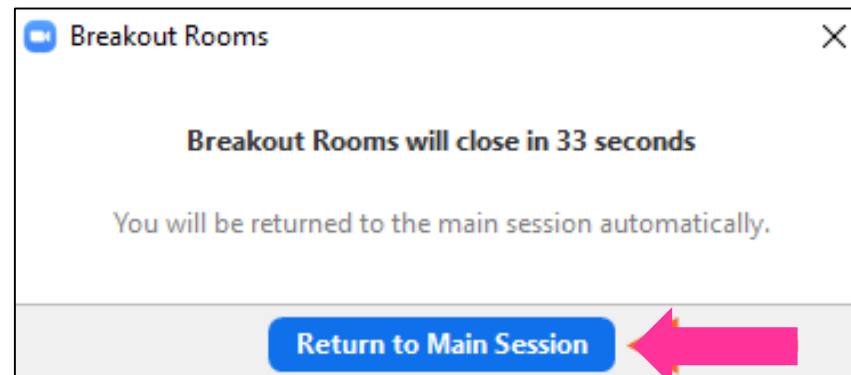 Breakout Rooms
Breakout Rooms will close in 33 seconds
You will be returned to the main session automatically.
Return to Main Session